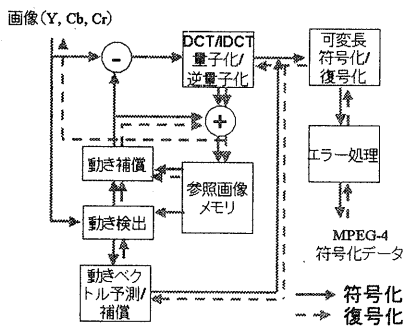 画像(Y, Cb, Cr)
-
DCT/IDCT
量子化/
逆量子化
可変長
符号化/
復号化
+
動き補償
参照画像
メモリ
エラー処理
動き検出
MPEG-4
符号化データ
動きベク
トル予測/
補償
符号化
復号化